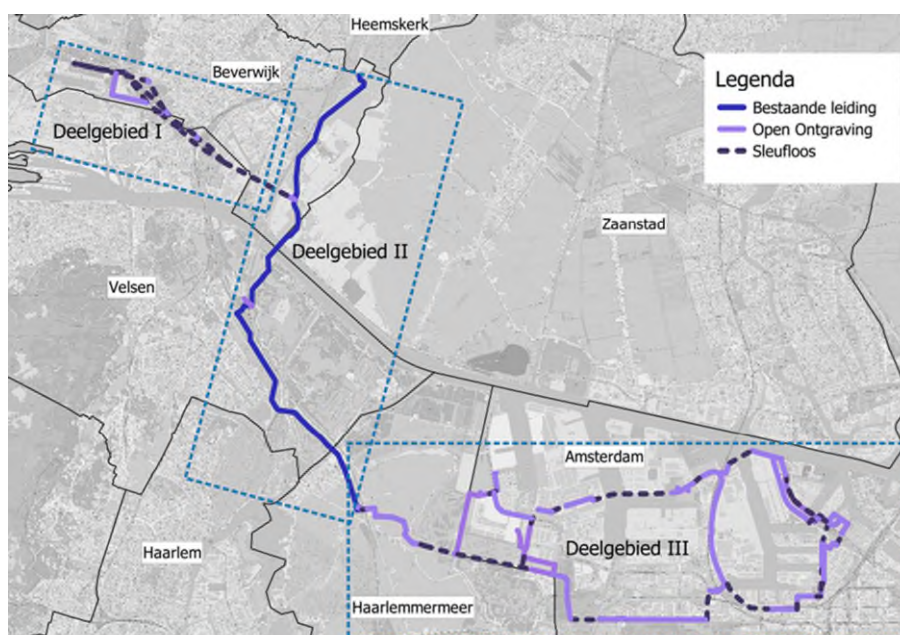 Heemskerk
Beverwijk
Legenda
Bestaande leiding
Open Ontgraving
Sleufloos
Deelgebied I
Zaanstad
Deelgebied II
Velsen
Amsterdam
Deelgebied III
Haarlem
Haarlemmermeer